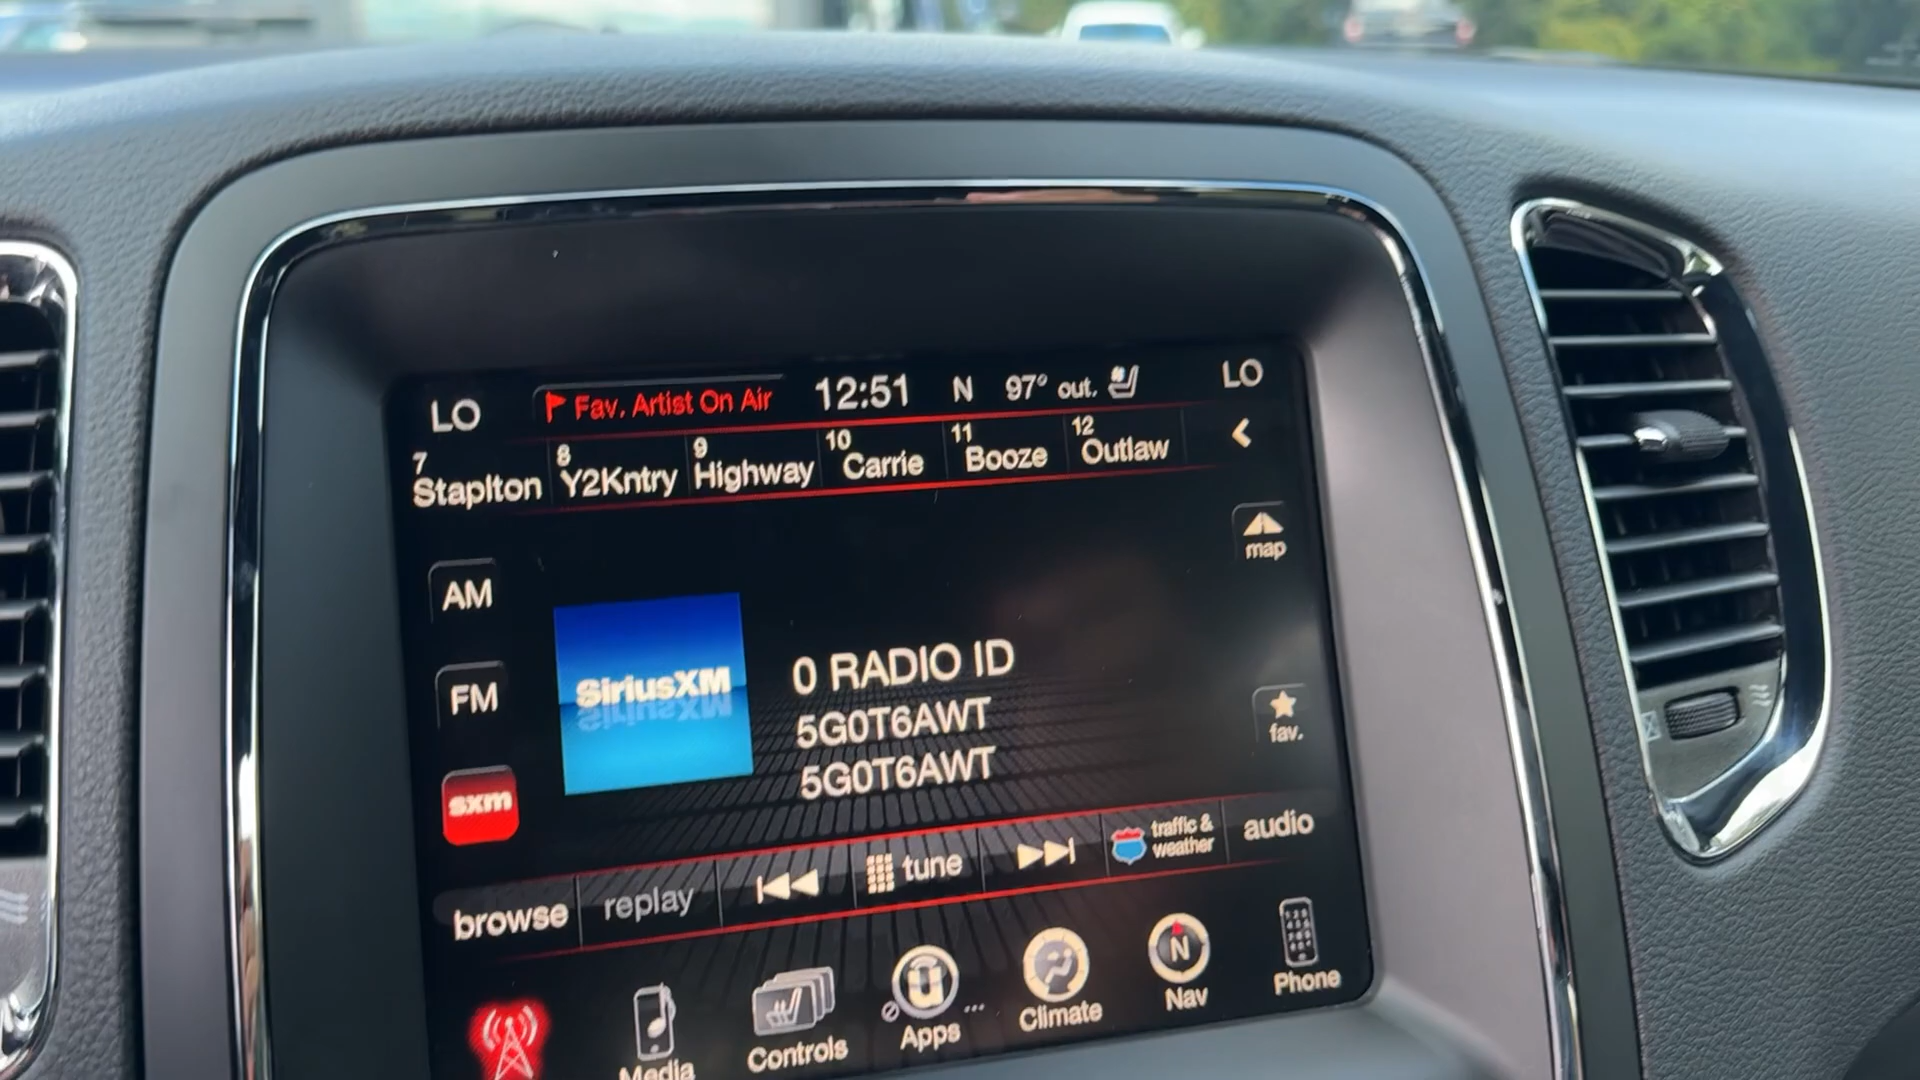 LO
Fav. Artist On Air
12:51
N
97° out.
LO
7
Staplton
8
Y2Kntry
9
Highway
10
Carrie
11
Booze
12
Outlaw
map
AM
FM
sxm
SiriusXM
0 RADIO ID
5G0T6AWT
5G0T6AWT
fav.
browse
replay
tune
traffic &
weather
audio
Media
Controls
Apps
...
Climate
N
Nav
Phone